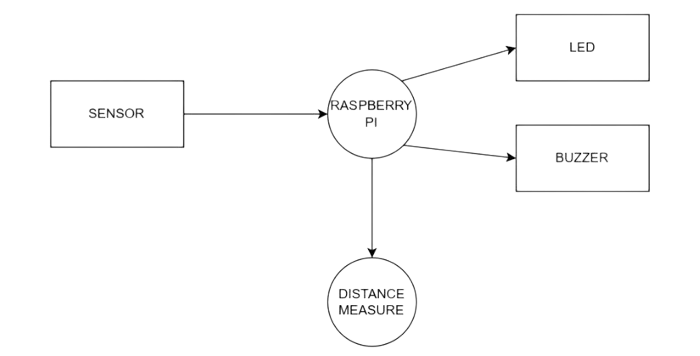 LED
SENSOR
RASPBERRY
PI
BUZZER
DISTANCE
MEASURE